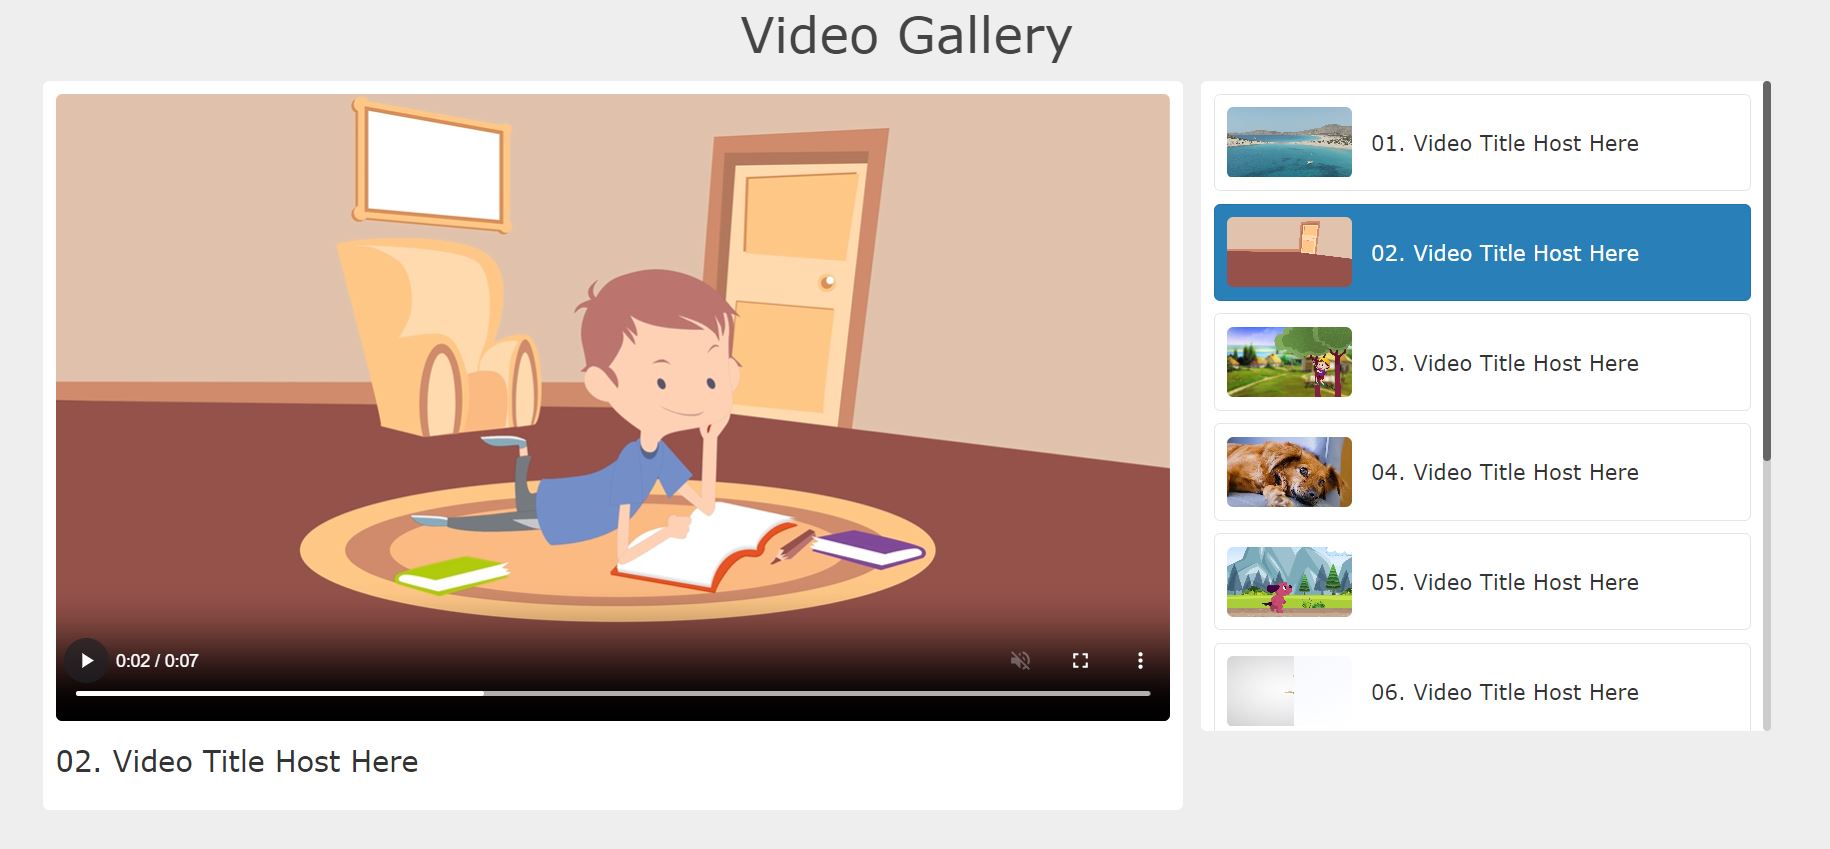 Video Gallery
0:02 / 0:07
02. Video Title Host Here
01. Video Title Host Here
02. Video Title Host Here
03. Video Title Host Here
04. Video Title Host Here
05. Video Title Host Here
06. Video Title Host Here